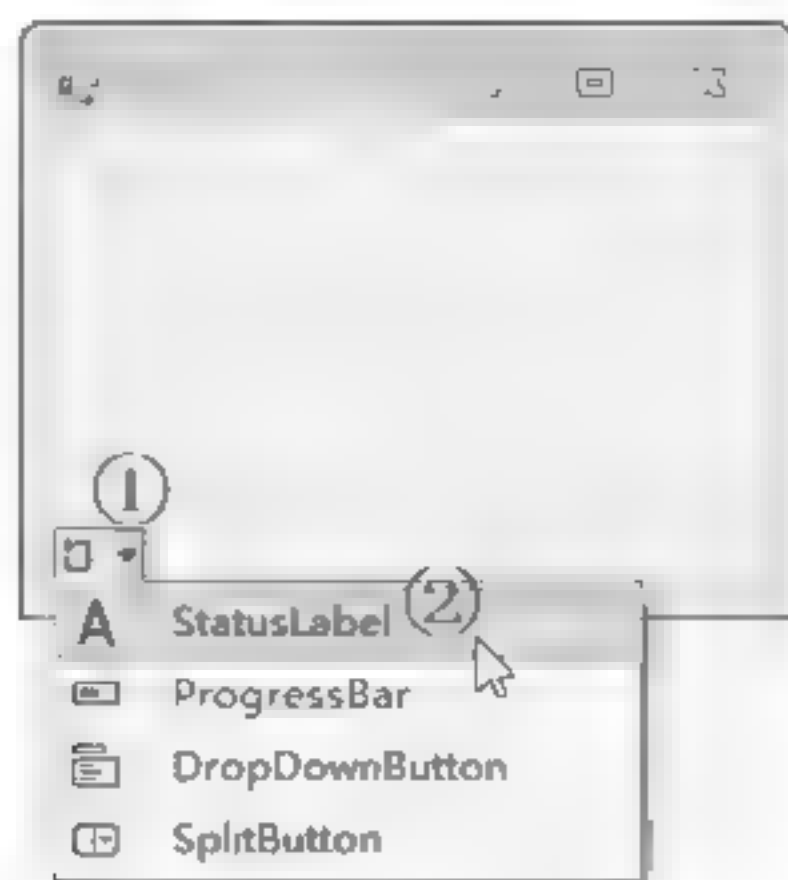 ①
② StatusLabel
ProgressBar
DropDownButton
SplitButton